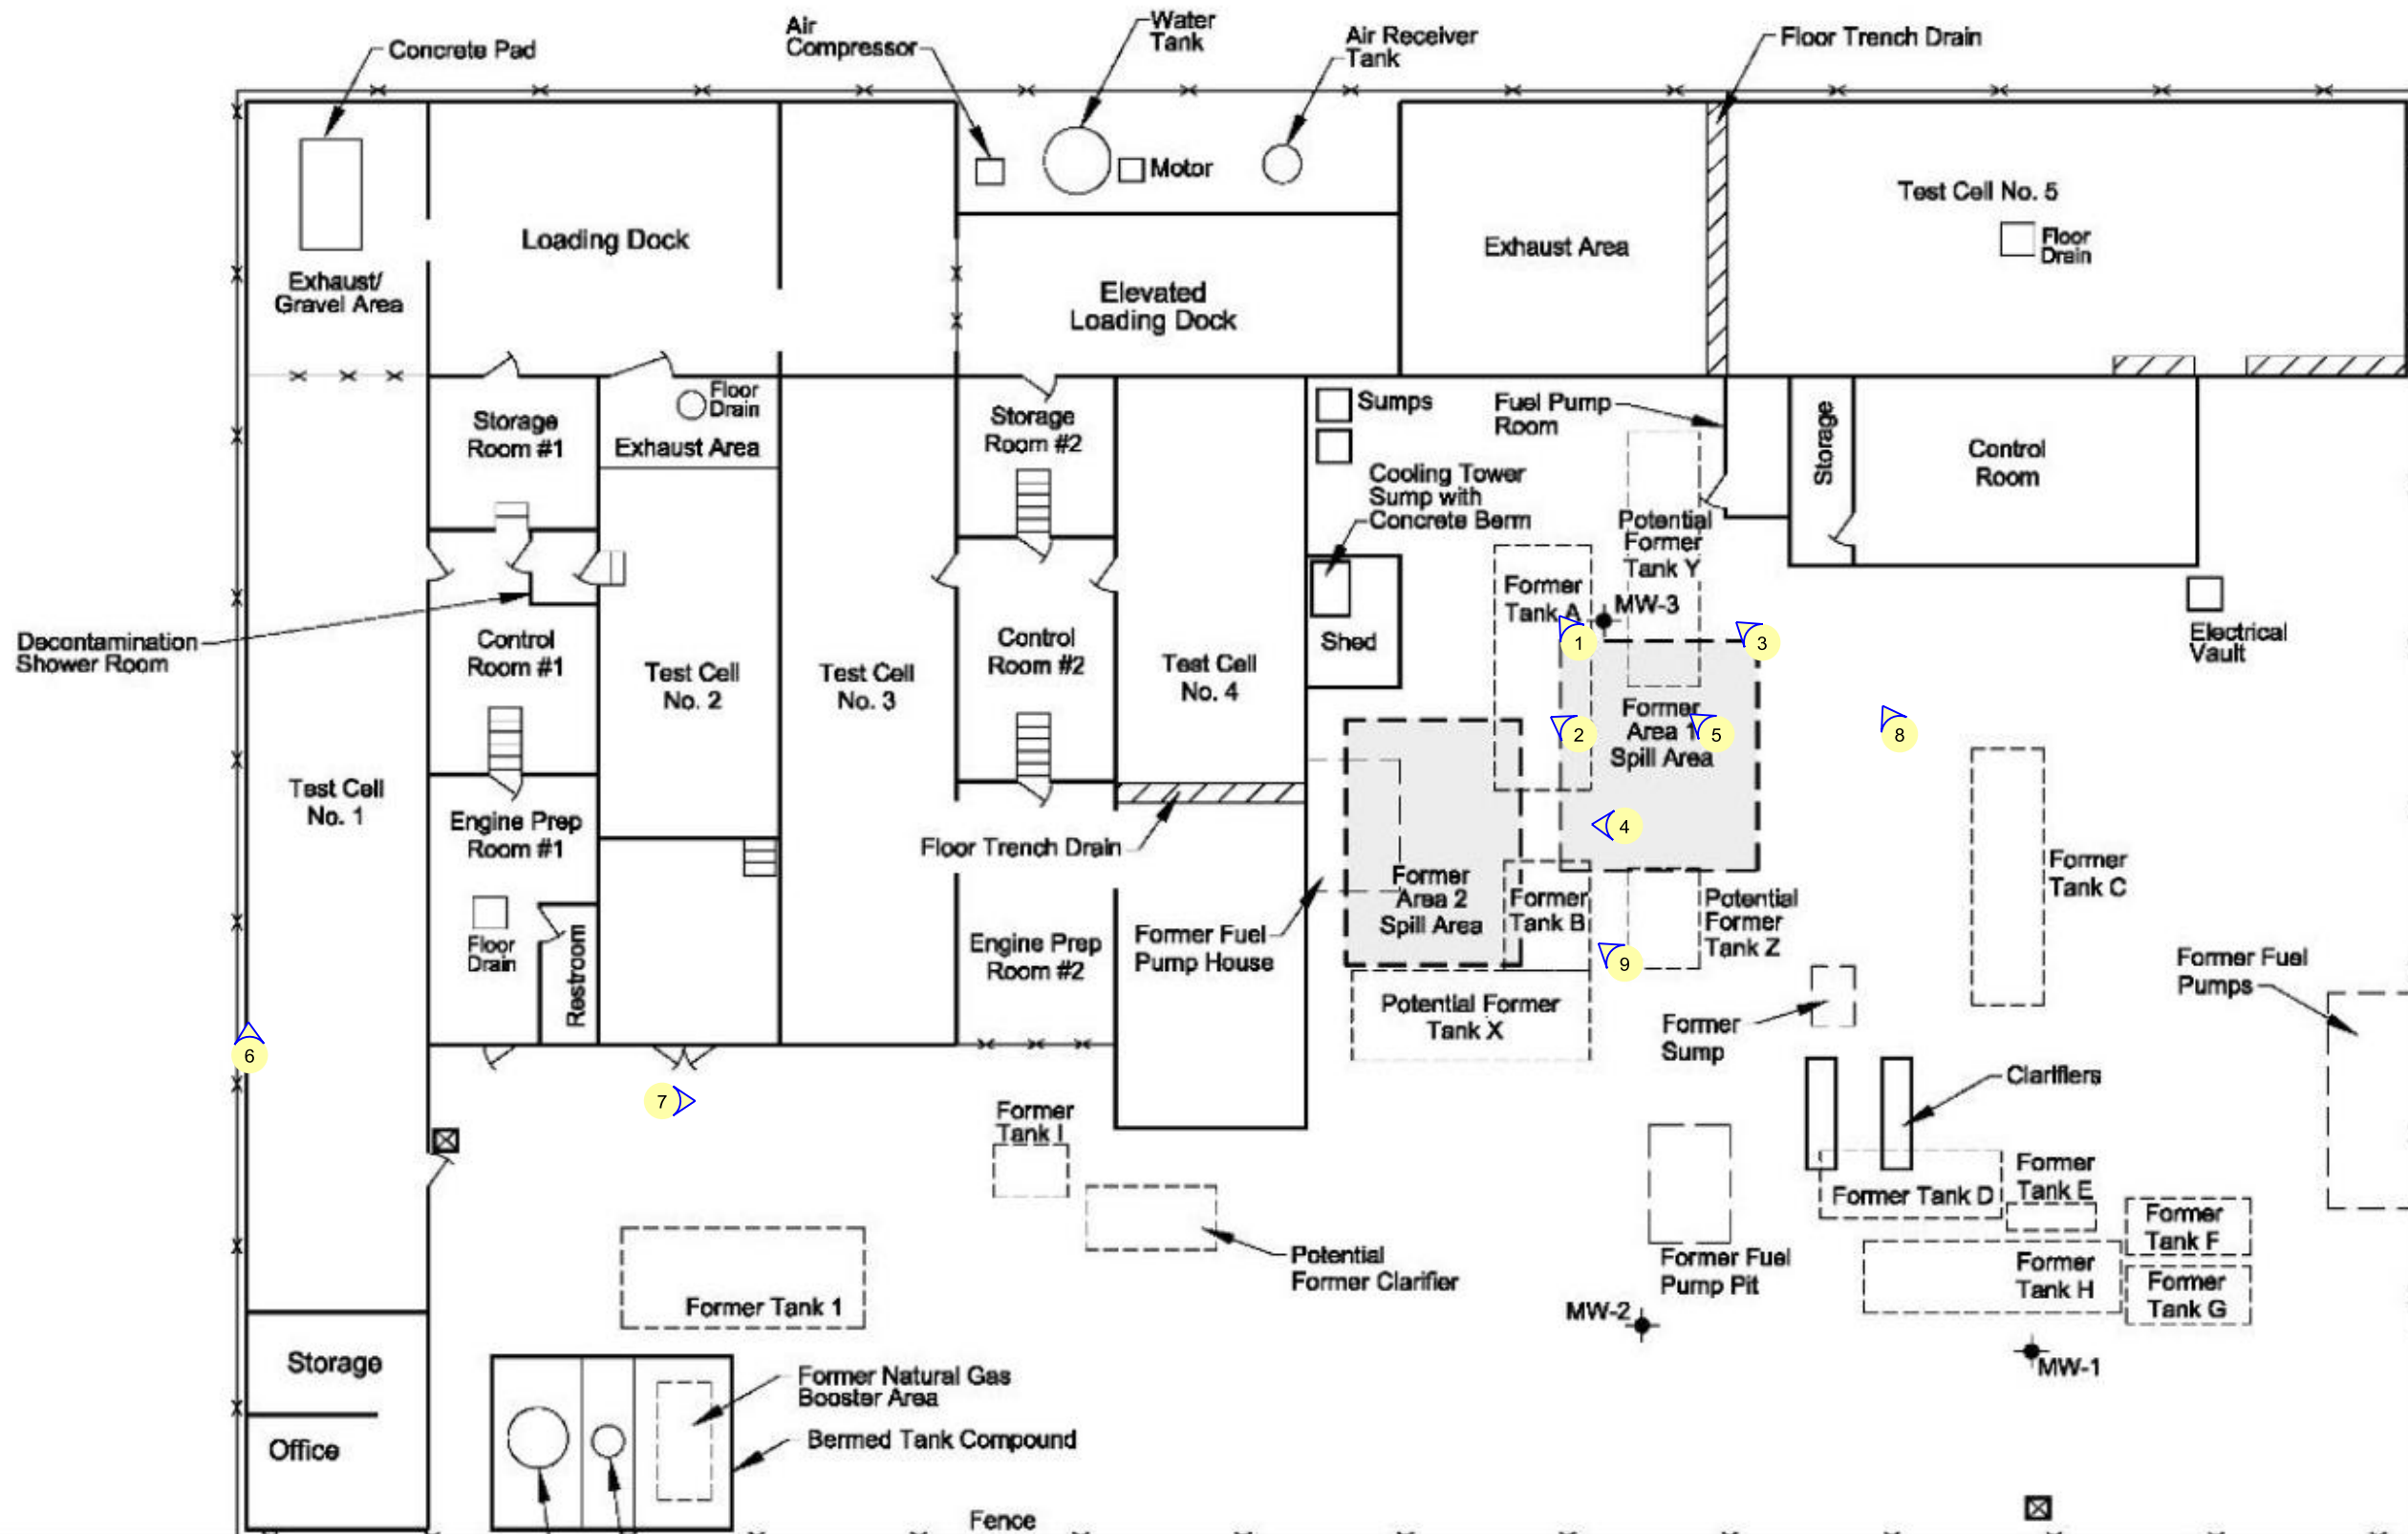 Water
Tank
Air
Compressor
Air Receiver
Tank
Floor Trench Drain
Concrete Pad
Motor
Test Cell No. 5
Loading Dock
Exhaust Area
Floor
Drain
Exhaust/
Gravel Area
Elevated
Loading Dock
Floor
Drain
Storage
Room #1
Exhaust Area
Storage
Room #2
Sumps
Fuel Pump
Room
Storage
Control
Room
Cooling Tower
Sump with
Concrete Berm
Potential
Former
Tank Y
Former
Tank A
MW-3
Decontamination
Shower Room
Control
Room #1
Control
Room #2
Shed
1
3
Electrical
Vault
Test Cell
No. 2
Test Cell
No. 3
Test Cell
No. 4
Former
Area 1
Spill Area
2
5
8
Test Cell
No. 1
Engine Prep
Room #1
4
Floor Trench Drain
Former
Area 2
Spill Area
Former
Tank B
Potential
Former
Tank Z
Former
Tank C
Floor
Drain
Restroom
Engine Prep
Room #2
Former Fuel
Pump House
9
Former Fuel
Pumps
Potential Former
Tank X
Former
Sump
6
7
Clarifiers
Former
Tank I
Former Tank D
Former
Tank E
Former
Tank F
Potential
Former Clarifier
Former Fuel
Pump Pit
Former
Tank H
Former
Tank G
Former Tank 1
MW-2
MW-1
Storage
Former Natural Gas
Booster Area
Office
Bermed Tank Compound
Fence